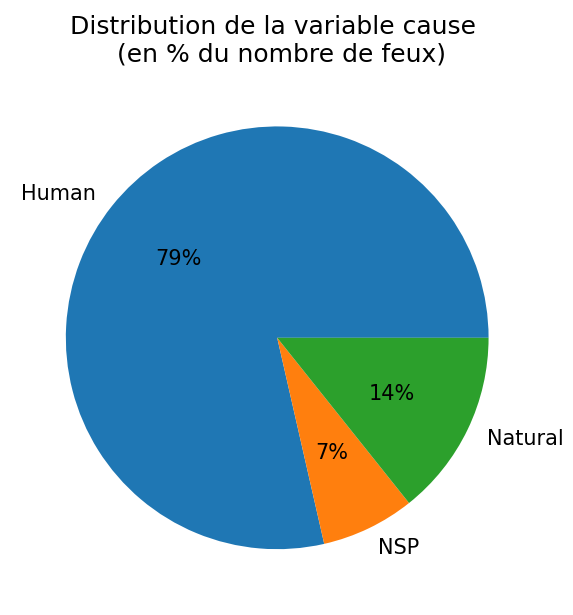 Distribution de la variable cause
(en % du nombre de feux)
Human
79%
14%
Natural
7%
NSP